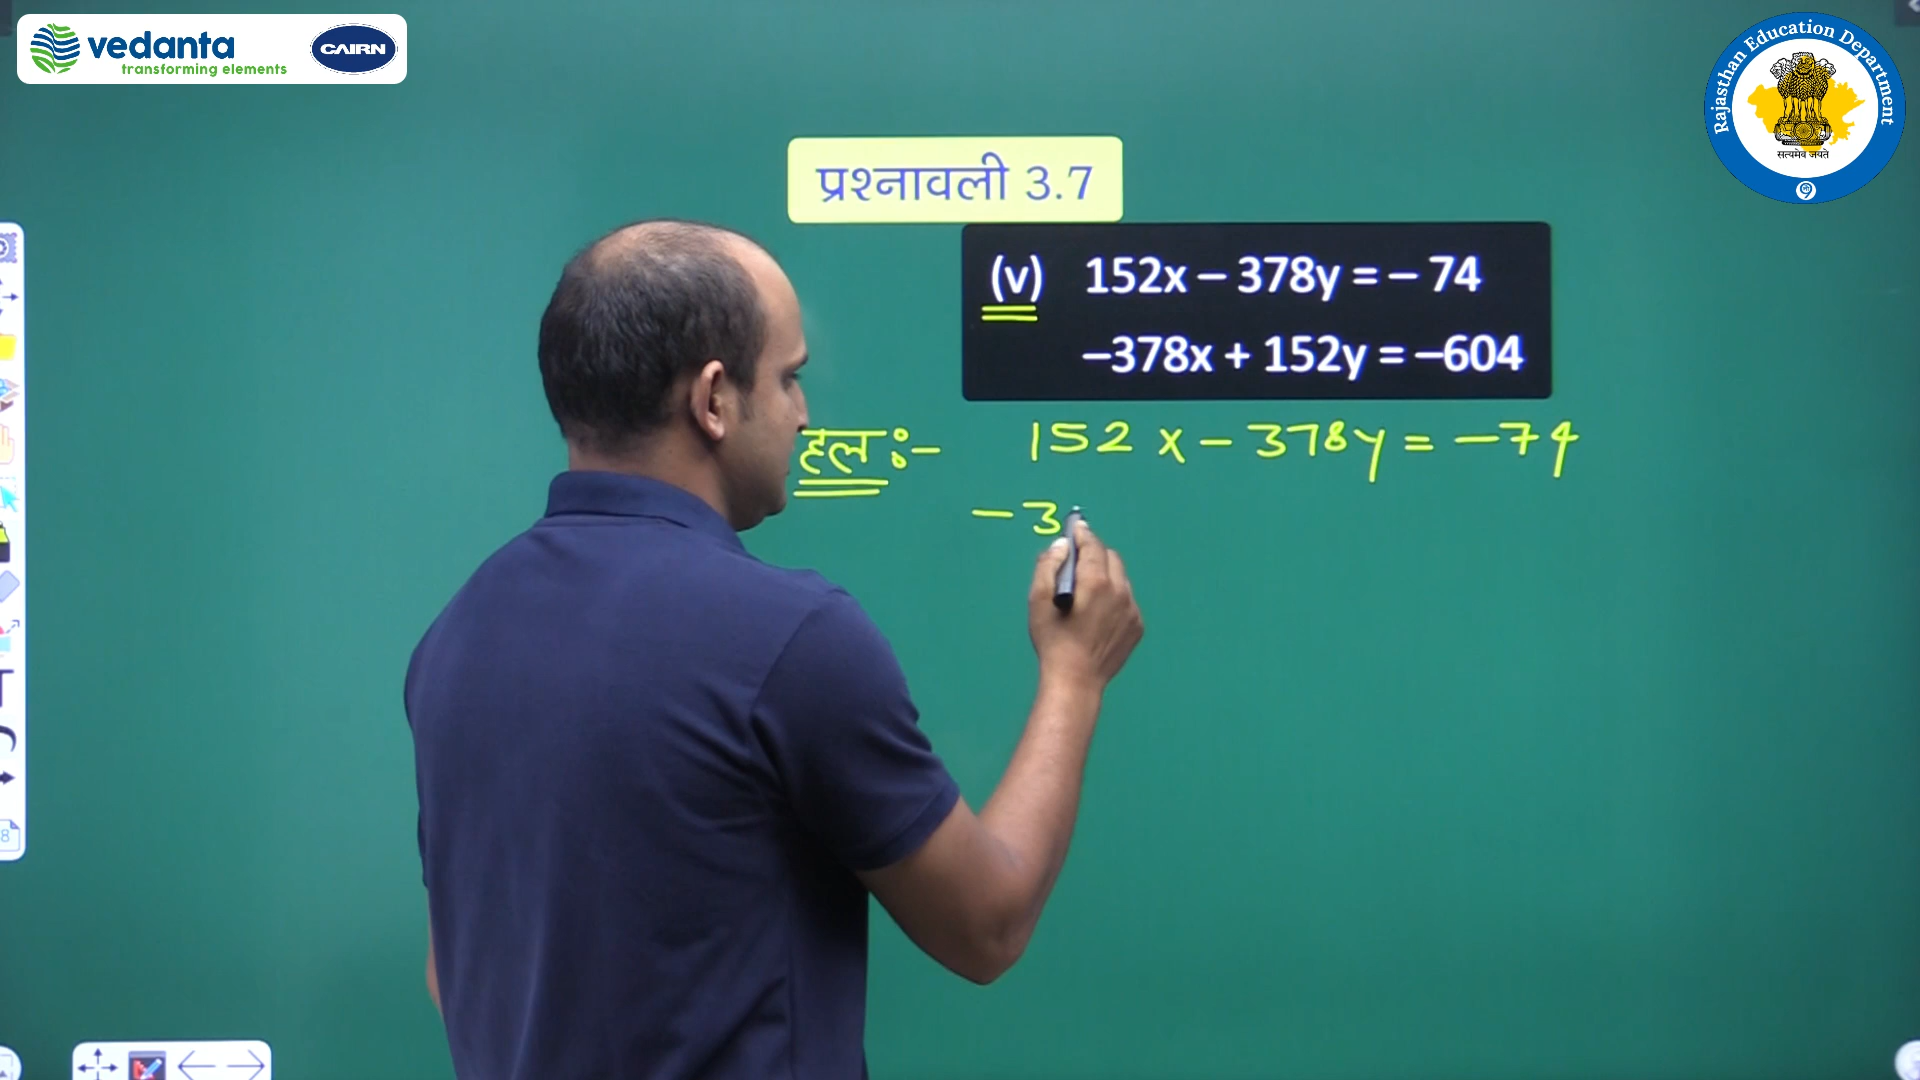 vedanta
transforming elements
CAIRN
Rajasthan Education Department
सत्यमेव जयते
प्रश्नावली 3.7
(v) 152x – 378y = – 74
–378x + 152y = –604
हल :- 152 x - 378y = -74
-3
8